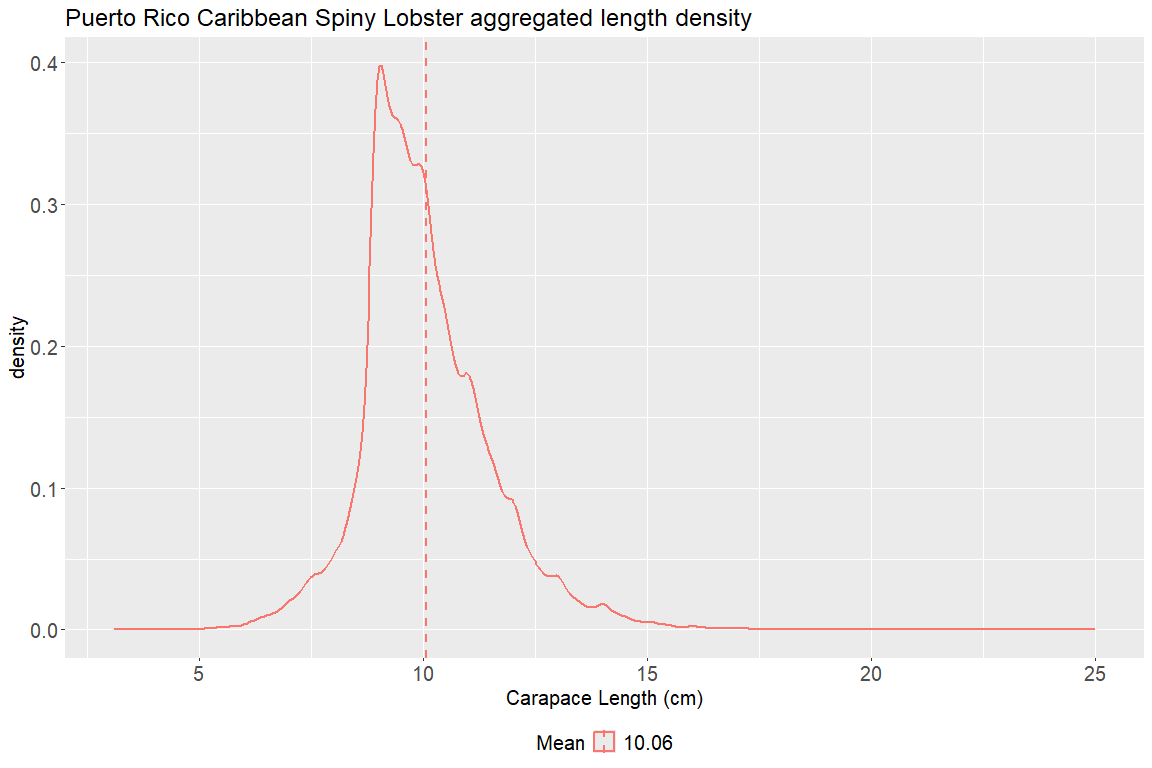 Puerto Rico Caribbean Spiny Lobster aggregated length density
0.4
0.3
0.2
0.1
0.0
density
5 10 15 20 25
Carapace Length (cm)
Mean 10.06